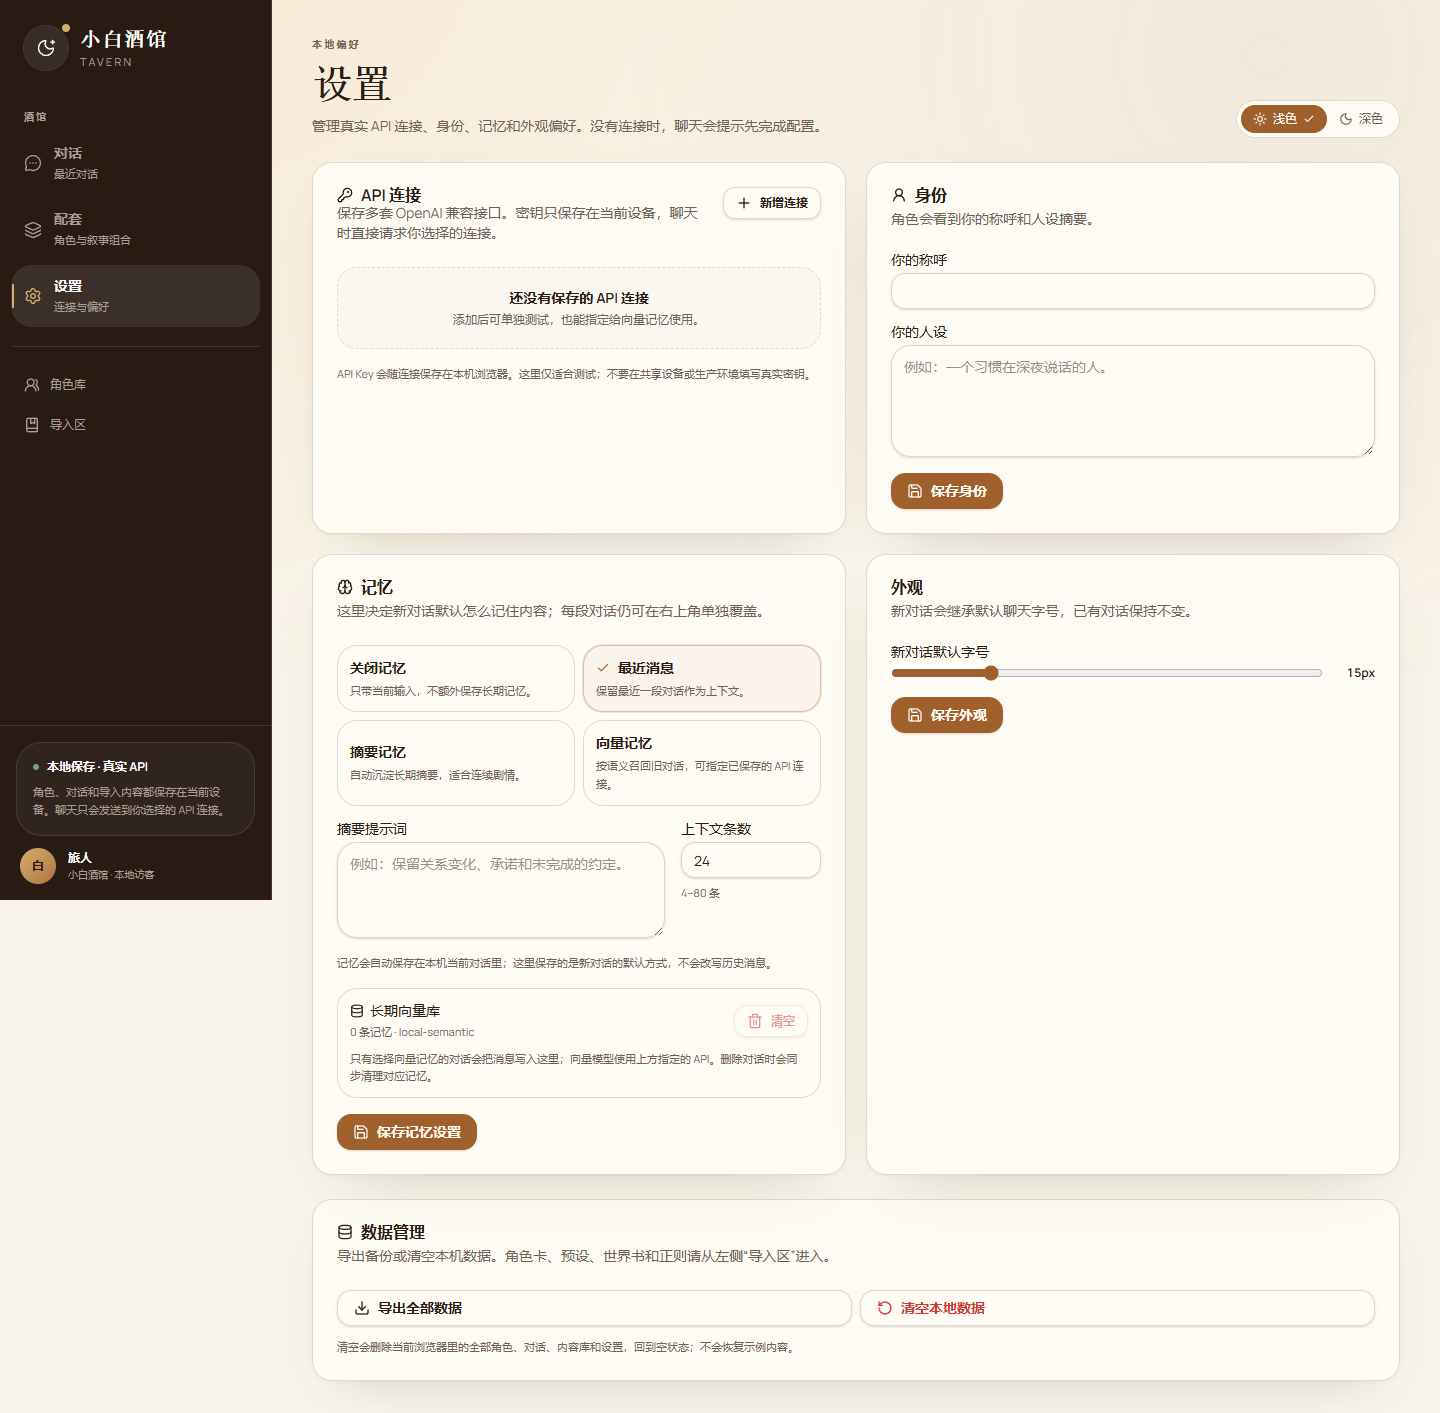 小白酒馆
TAVERN
酒馆
对话
最近对话
配套
角色与叙事组合
设置
连接与偏好
角色库
导入区
本地保存 · 真实 API
角色、对话和导入内容都保存在当前设
备。聊天只会发送到你选择的 API 连接。
白
旅人
小白酒馆 · 本地访客
本地偏好
设置
管理真实 API 连接、身份、记忆和外观偏好。没有连接时，聊天会提示先完成配置。
浅色
深色
API 连接
保存多套 OpenAI 兼容接口。密钥只保存在当前设备，聊天
时直接请求你选择的连接。
新增连接
还没有保存的 API 连接
添加后可单独测试，也能指定给向量记忆使用。
API Key 会随连接保存在本机浏览器。这里仅适合测试；不要在共享设备或生产环境填写真实密钥。
身份
角色会看到你的称呼和人设摘要。
你的称呼
你的人设
例如：一个习惯在深夜说话的人。
保存身份
记忆
这里决定新对话默认怎么记住内容；每段对话仍可在右上角单独覆盖。
关闭记忆
只带当前输入，不额外保存长期记忆。
最近消息
保留最近一段对话作为上下文。
摘要记忆
自动沉淀长期摘要，适合连续剧情。
向量记忆
按语义召回旧对话，可指定已保存的 API 连
接。
摘要提示词
例如：保留关系变化、承诺和未完成的约定。
上下文条数
24
4–80 条
记忆会自动保存在本机当前对话里；这里保存的是新对话的默认方式，不会改写历史消息。
长期向量库
0 条记忆 · local-semantic
清空
只有选择向量记忆的对话会把消息写入这里；向量模型使用上方指定的 API。删除对话时会同
步清理对应记忆。
保存记忆设置
外观
新对话会继承默认聊天字号，已有对话保持不变。
新对话默认字号
15px
保存外观
数据管理
导出备份或清空本机数据。角色卡、预设、世界书和正则请从左侧“导入区”进入。
导出全部数据
清空本地数据
清空会删除当前浏览器里的全部角色、对话、内容库和设置，回到空状态；不会恢复示例内容。